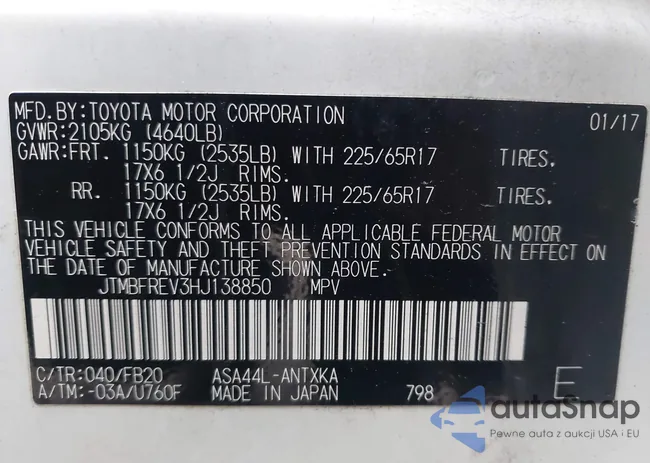 MFD.BY:TOYOTA MOTOR CORPORATION 01/17
GVWR:2105KG (4640LB)
GAWR:FRT. 1150KG (2535LB) WITH 225/65R17 TIRES.
17X6 1/2J RIMS.
RR. 1150KG (2535LB) WITH 225/65R17 TIRES.
17X6 1/2J RIMS.
THIS VEHICLE CONFORMS TO ALL APPLICABLE FEDERAL MOTOR
VEHICLE SAFETY AND THEFT PREVENTION STANDARDS IN EFFECT ON
THE DATE OF MANUFACTURE SHOWN ABOVE.
JTMBFREV3HJ138850 MPV
C/TR:040/FB20 ASA44L-ANTXKA
A/TM:-03A/U760F MADE IN JAPAN 798 E
autoSnap
Pewne auta z aukcji USA i EU